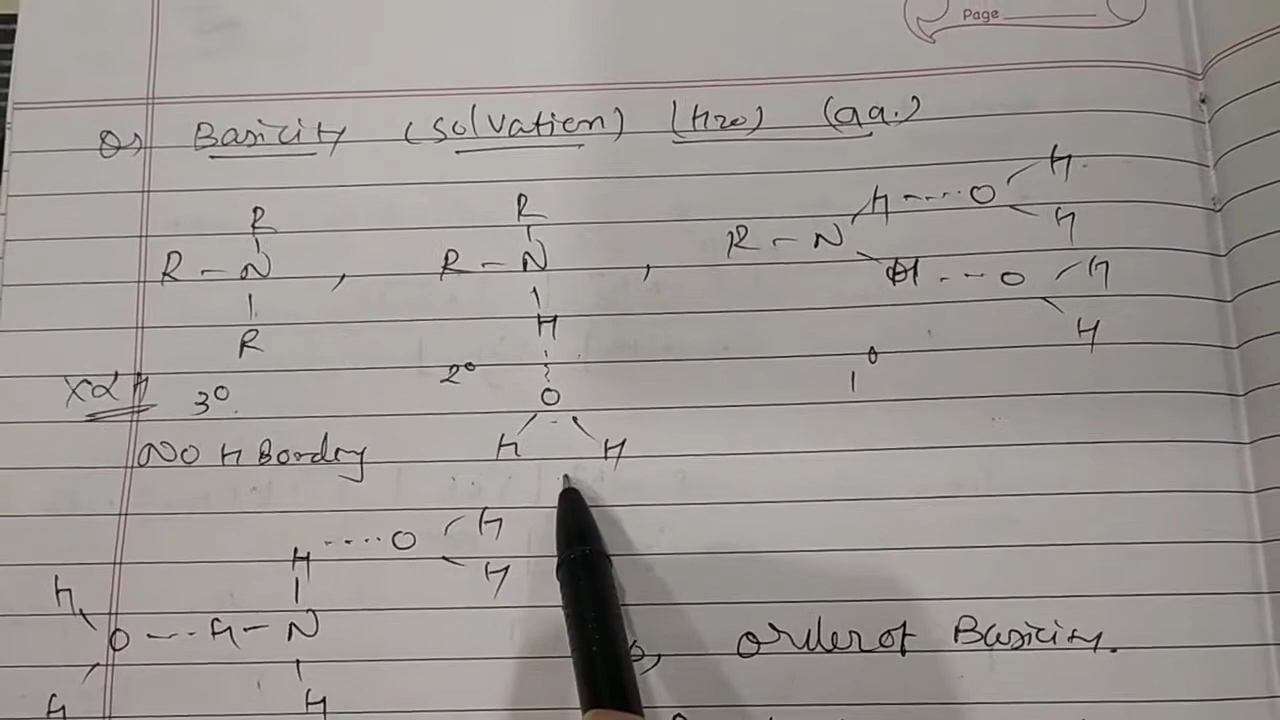 Page
Q) Basicity (Solvation) (H2O) (aq.)
R
R - N , R - N , R - N H ---- O H H
R
R H H --- O H H
X α H 3° 2° O 1°
NO H Bonding H H
H ---- O H H
H O --- H - N
H H
order of Basicity.